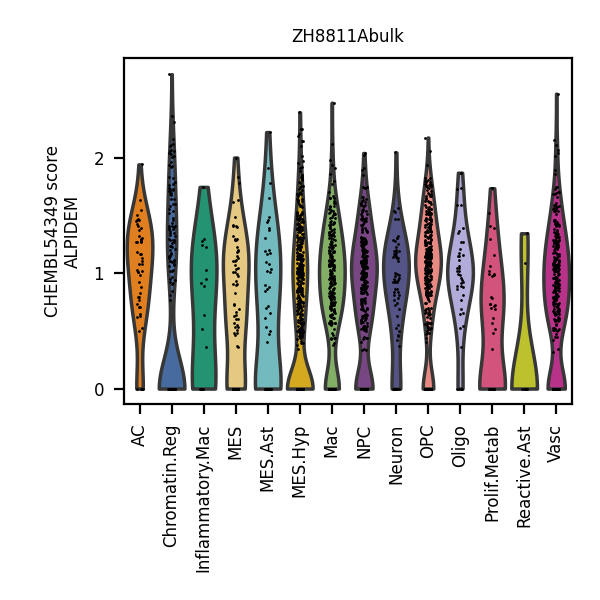 ZH8811Abulk
CHEMBL54349 score
ALPIDEM
2
1
0
AC
Chromatin.Reg
Inflammatory.Mac
MES
MES.Ast
MES.Hyp
Mac
NPC
Neuron
OPC
Oligo
Prolif.Metab
Reactive.Ast
Vasc